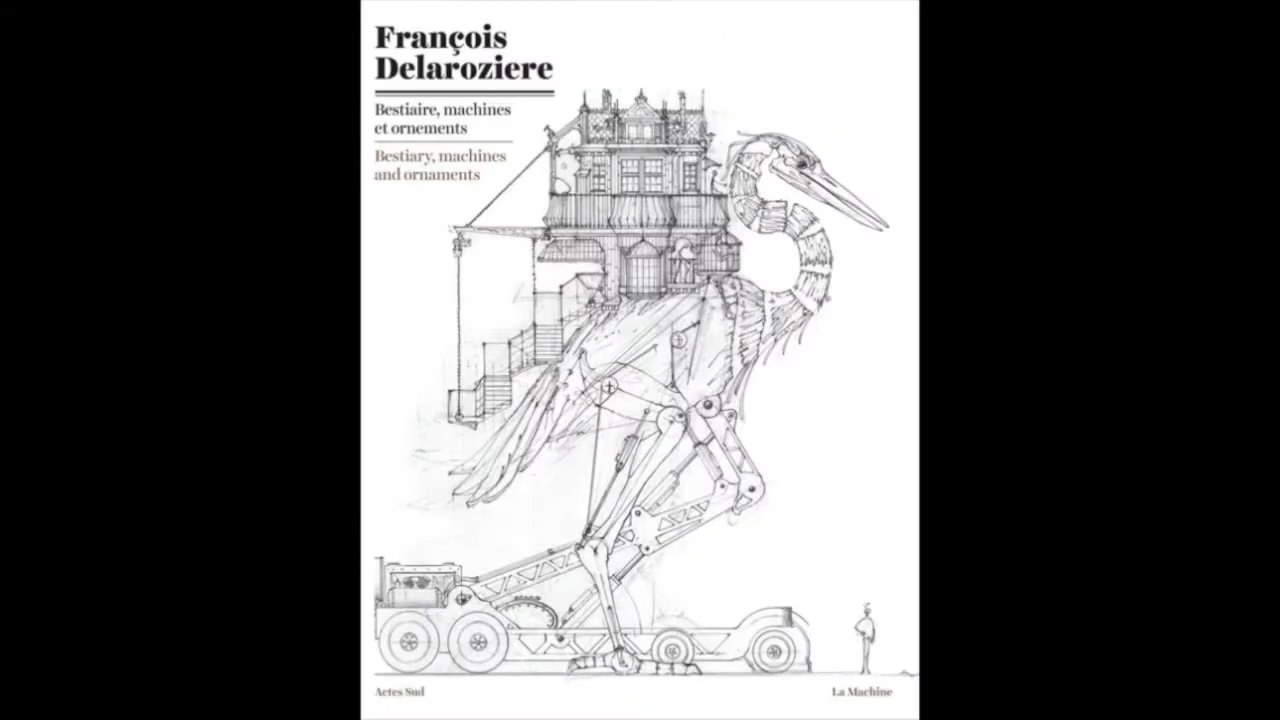 François
Delaroziere
Bestiaire, machines
et ornements
Bestiary, machines
and ornaments
Actes Sud
La Machine